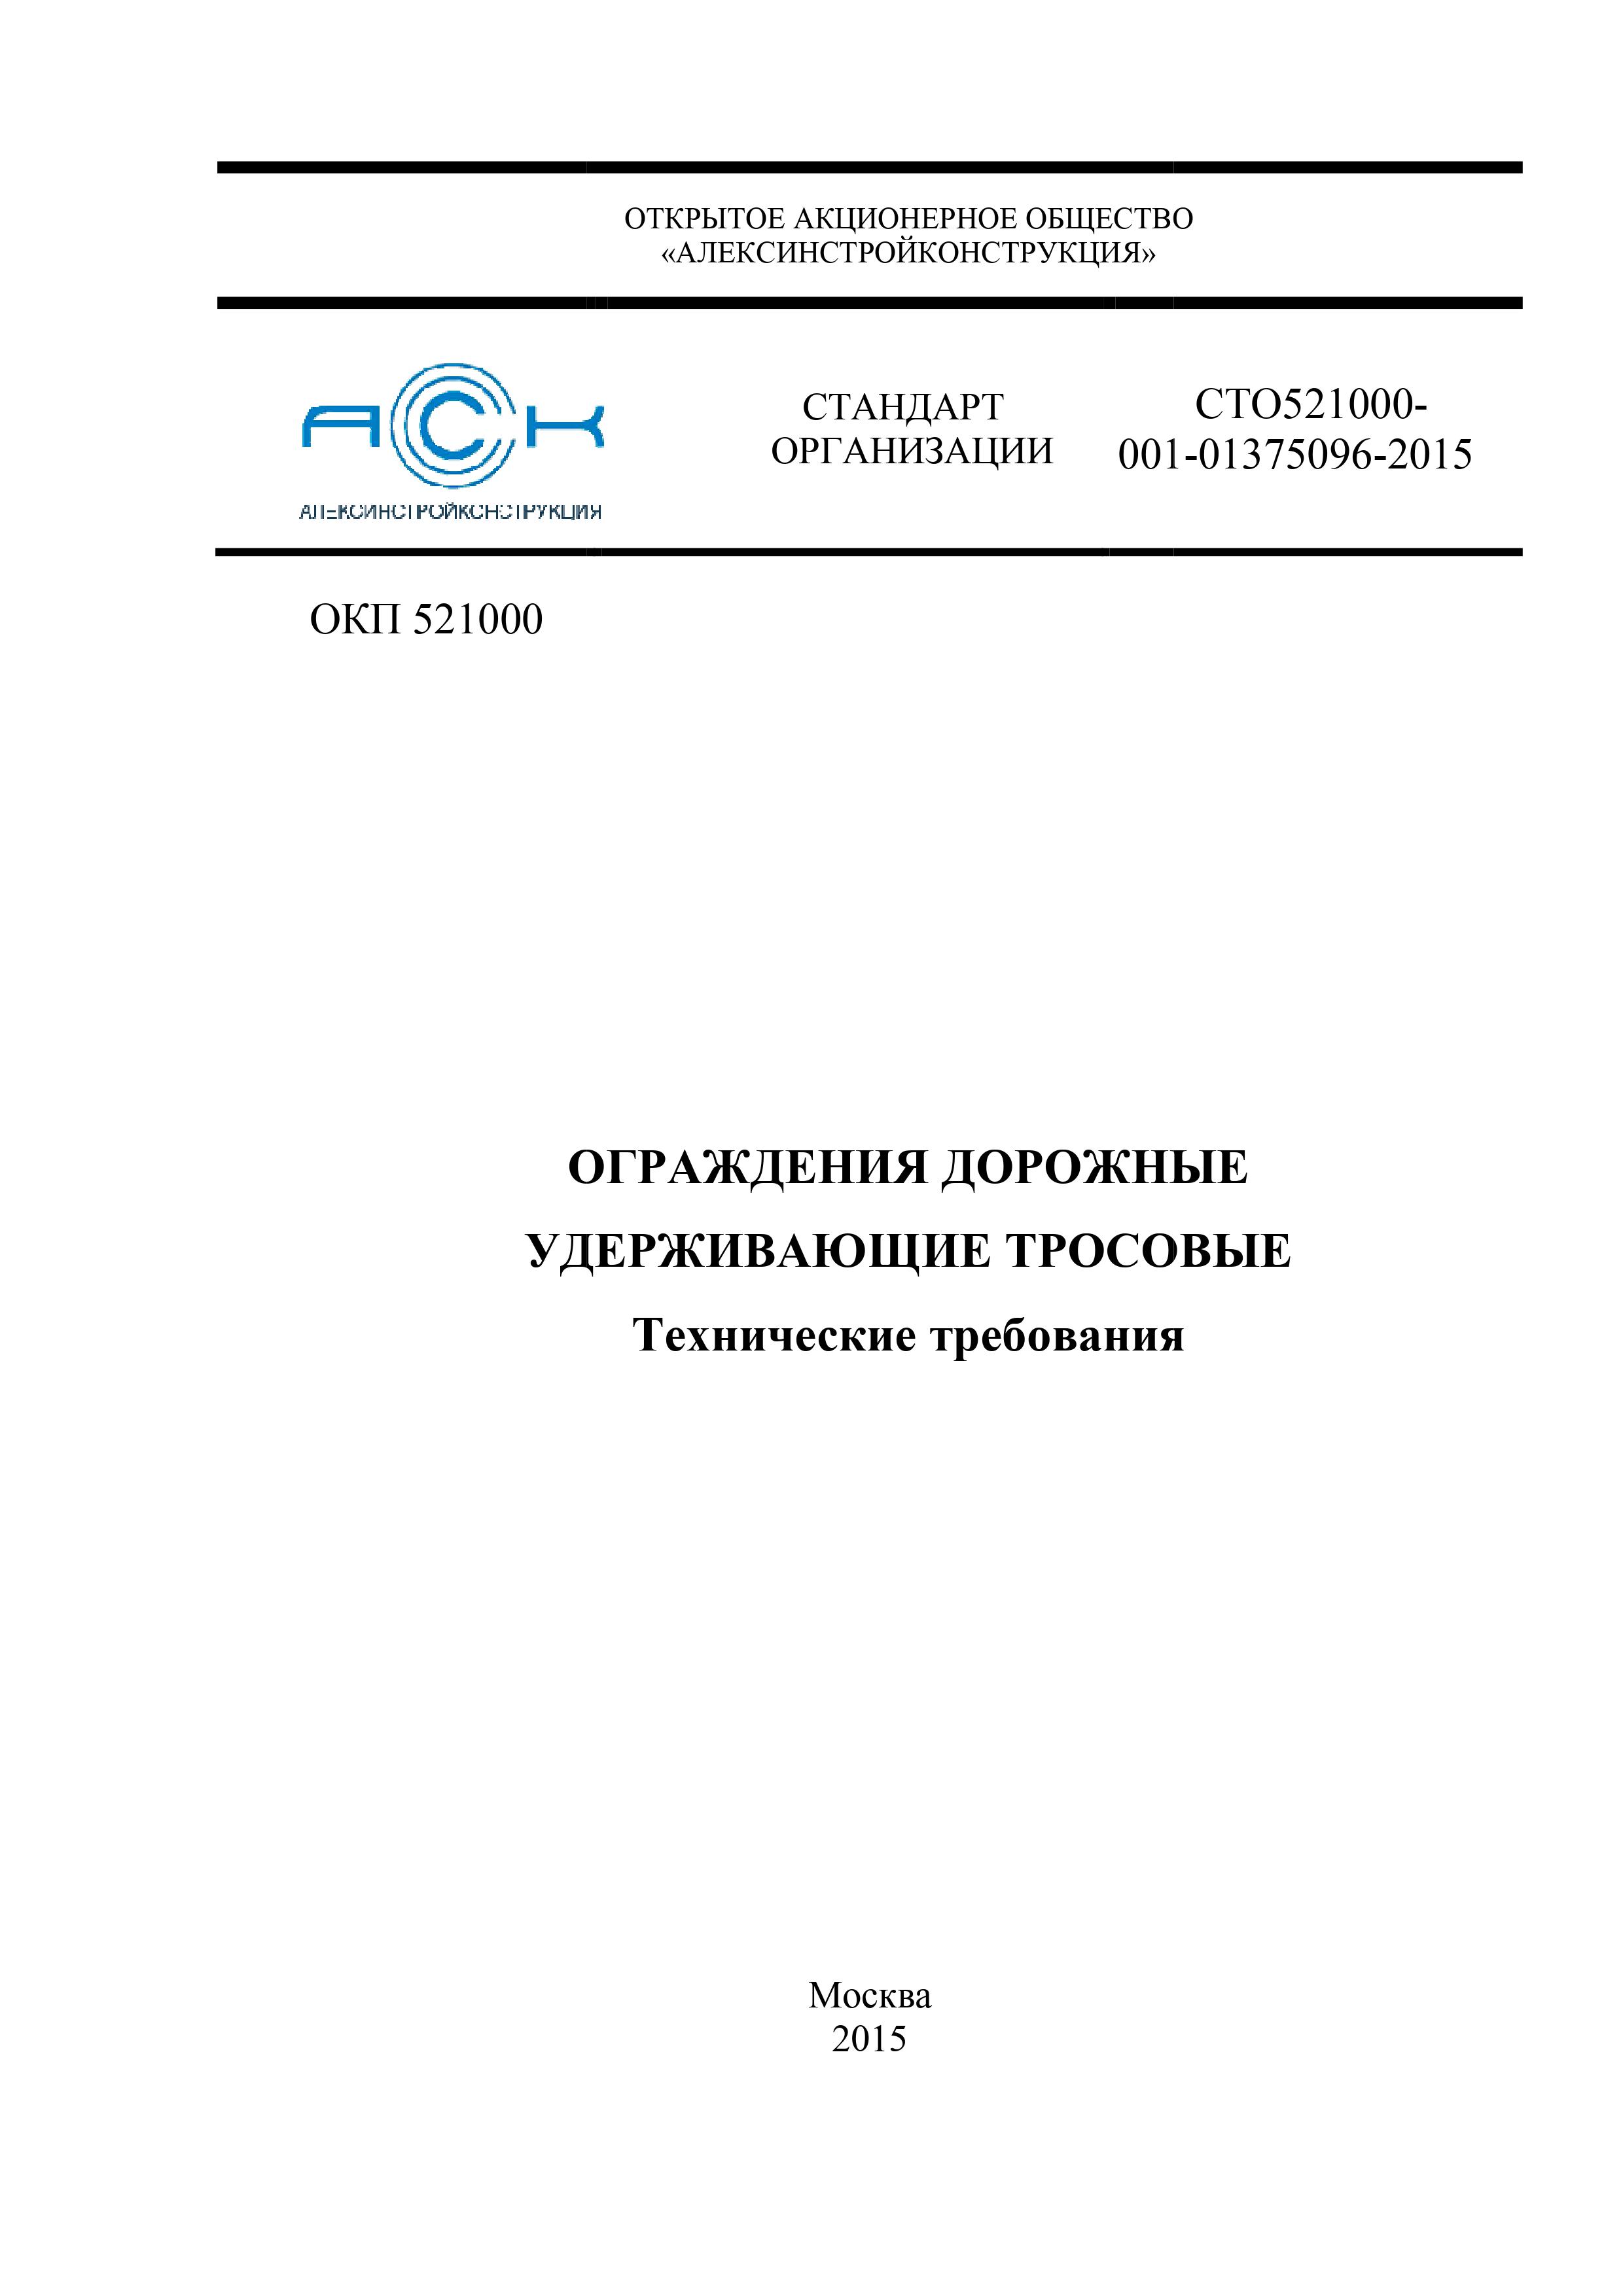 ОТКРЫТОЕ АКЦИОНЕРНОЕ ОБЩЕСТВО
«АЛЕКСИНСТРОЙКОНСТРУКЦИЯ»
АСК
АЛЕКСИНСТРОЙКОНСТРУКЦИЯ
СТАНДАРТ
ОРГАНИЗАЦИИ
СТО521000-
001-01375096-2015
ОКП 521000
ОГРАЖДЕНИЯ ДОРОЖНЫЕ
УДЕРЖИВАЮЩИЕ ТРОСОВЫЕ
Технические требования
Москва
2015